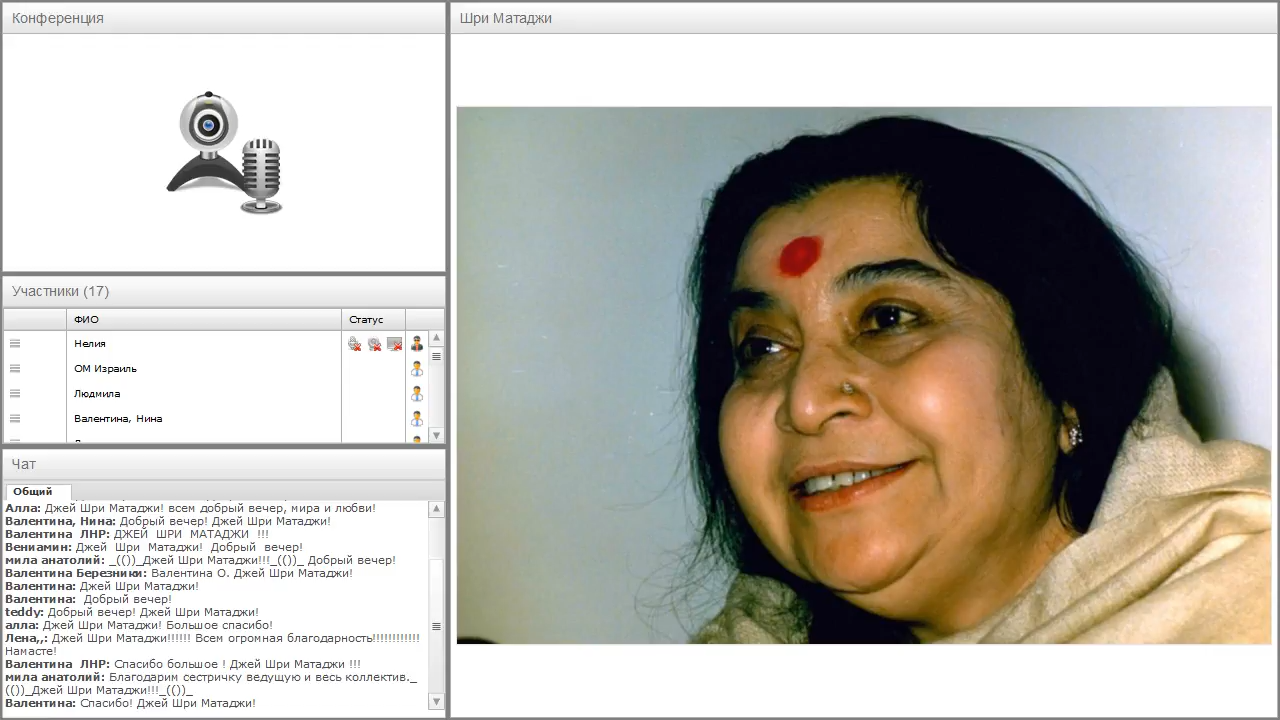 Конференция
Шри Матаджи
Участники (17)
ФИО
Статус
Нелия
ОМ Израиль
Людмила
Валентина, Нина
Чат
Общий
Алла: Джей Шри Матаджи! всем добрый вечер, мира и любви!
Валентина, Нина: Добрый вечер! Джей Шри Матаджи!
Валентина ЛНР: ДЖЕЙ ШРИ МАТАДЖИ !!!
Вениамин: Джей Шри Матаджи! Добрый вечер!
мила анатолий: _(())_Джей Шри Матаджи!!!_(())_ Добрый вечер!
Валентина Березники: Валентина О. Джей Шри Матаджи!
Валентина: Джей Шри Матаджи!
Валентина: Добрый вечер!
teddy: Добрый вечер! Джей Шри Матаджи!
алла: Джей Шри Матаджи! Большое спасибо!
Лена,,: Джей Шри Матаджи!!!!!! Всем огромная благодарность!!!!!!!!!!!!
Намасте!
Валентина ЛНР: Спасибо большое ! Джей Шри Матаджи !!!
мила анатолий: Благодарим сестричку ведущую и весь коллектив._
(())_Джей Шри Матаджи!!!_(())_
Валентина: Спасибо! Джей Шри Матаджи!